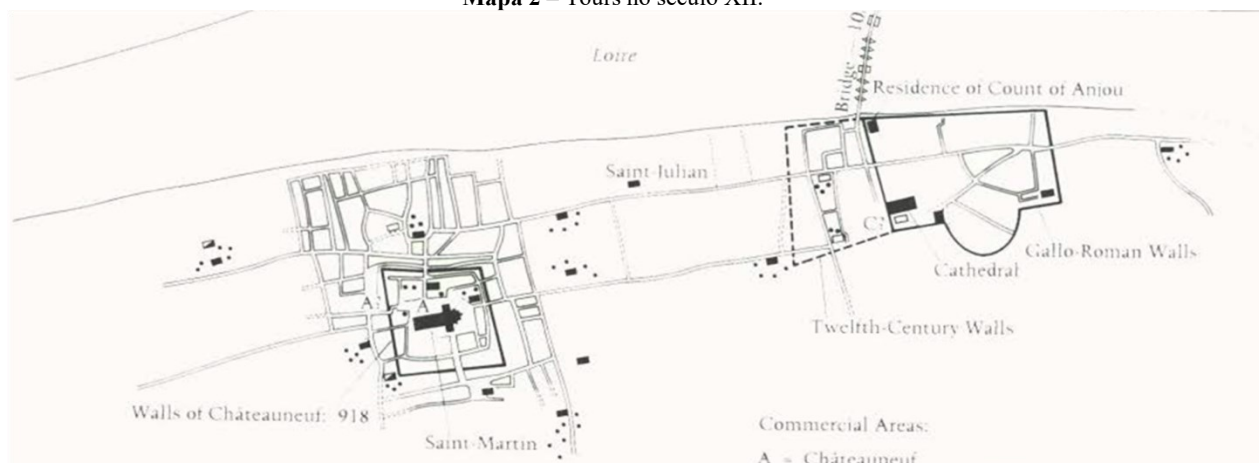 Mapa 2 – Tours no século XII.
Loire
Bridge 10
Residence of Count of Anjou
Saint-Julian
C?
Gallo-Roman Walls
Cathedral
A?
A
Twelfth-Century Walls
Walls of Châteauneuf: 918
Saint-Martin
Commercial Areas:
A = Châteauneuf